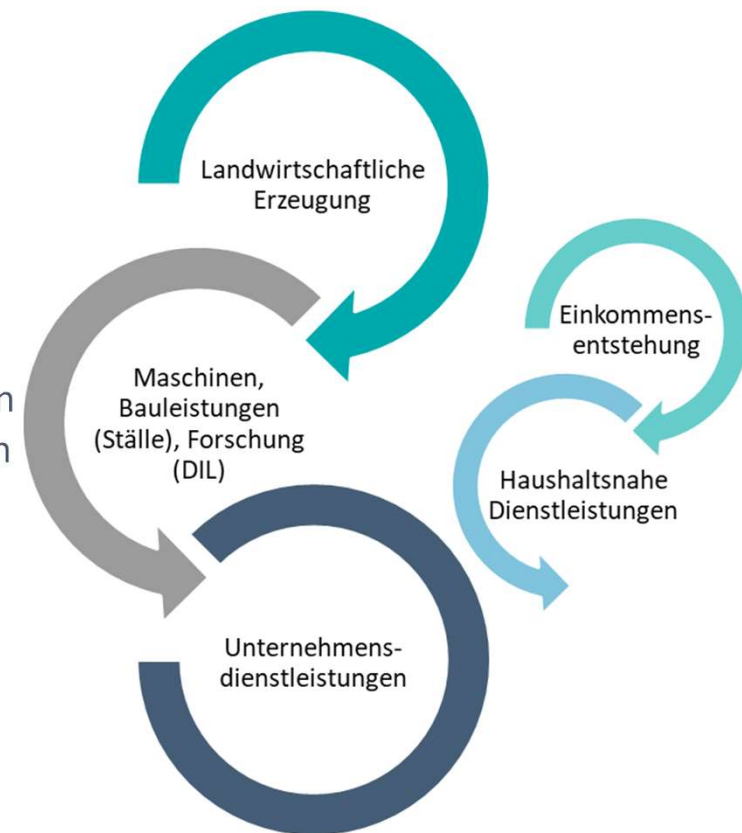 Landwirtschaftliche
Erzeugung
Maschinen,
Bauleistungen
(Ställe), Forschung
(DIL)
Unternehmens-
dienstleistungen
Einkommens-
entstehung
Haushaltsnahe
Dienstleistungen